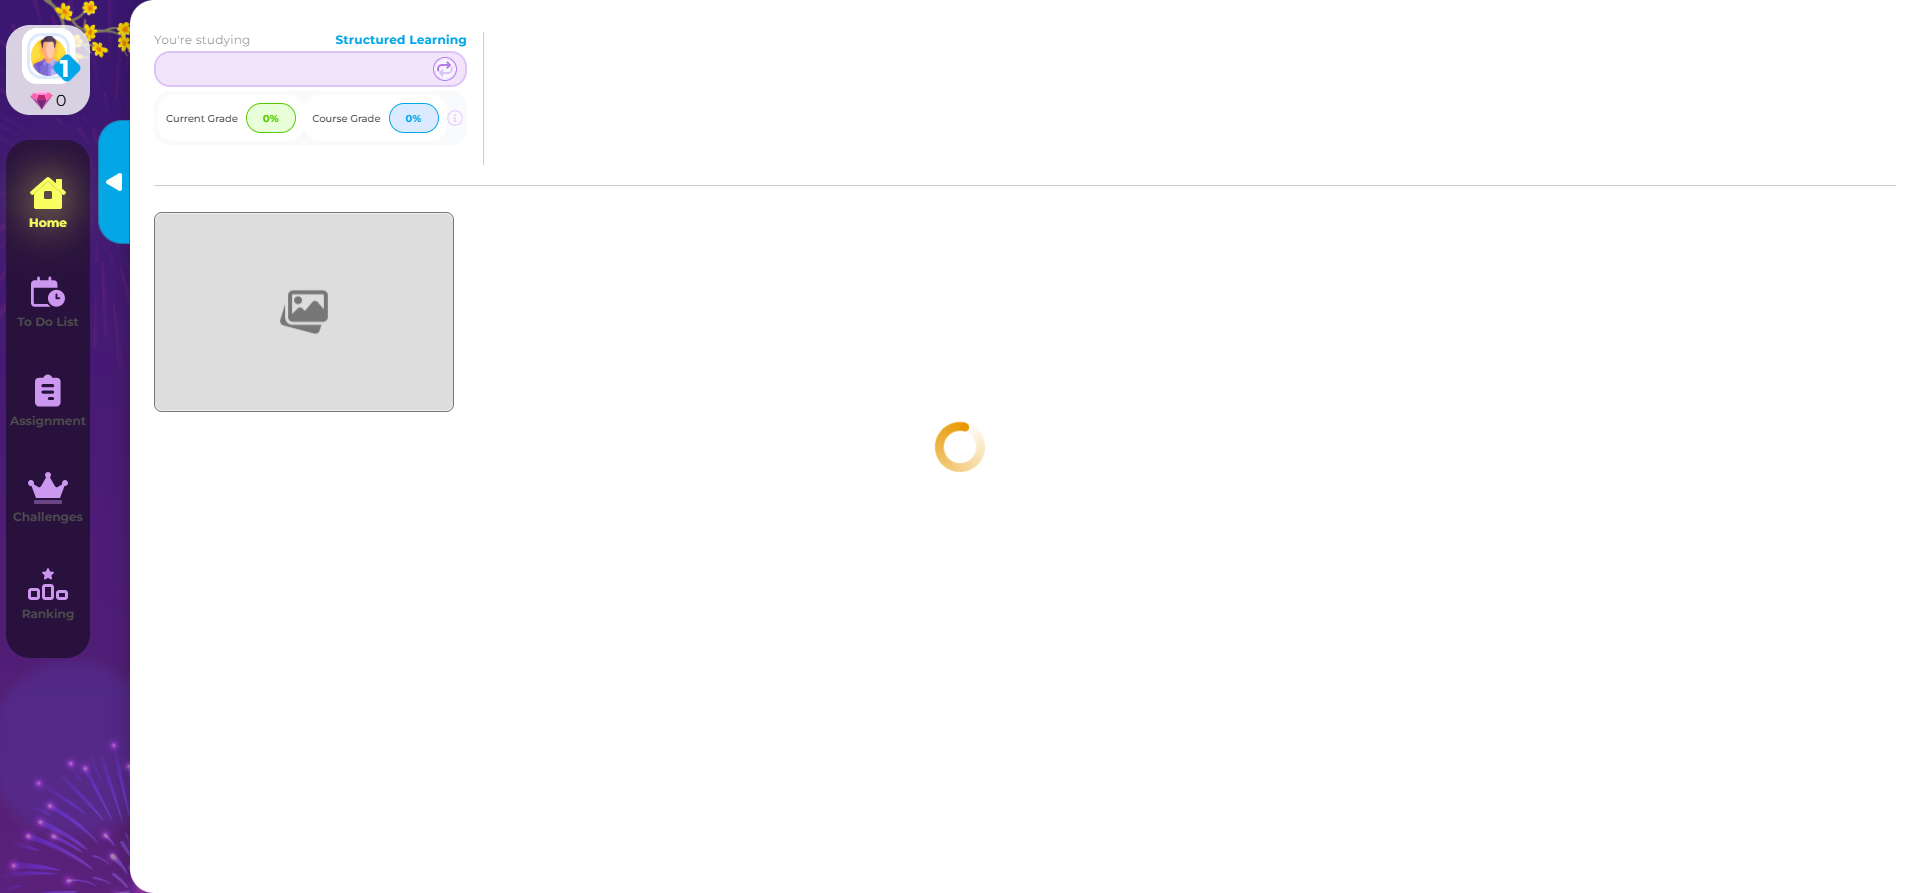 1
0
Home
To Do List
Assignment
Challenges
Ranking
You're studying
Structured Learning
Current Grade
0%
Course Grade
0%